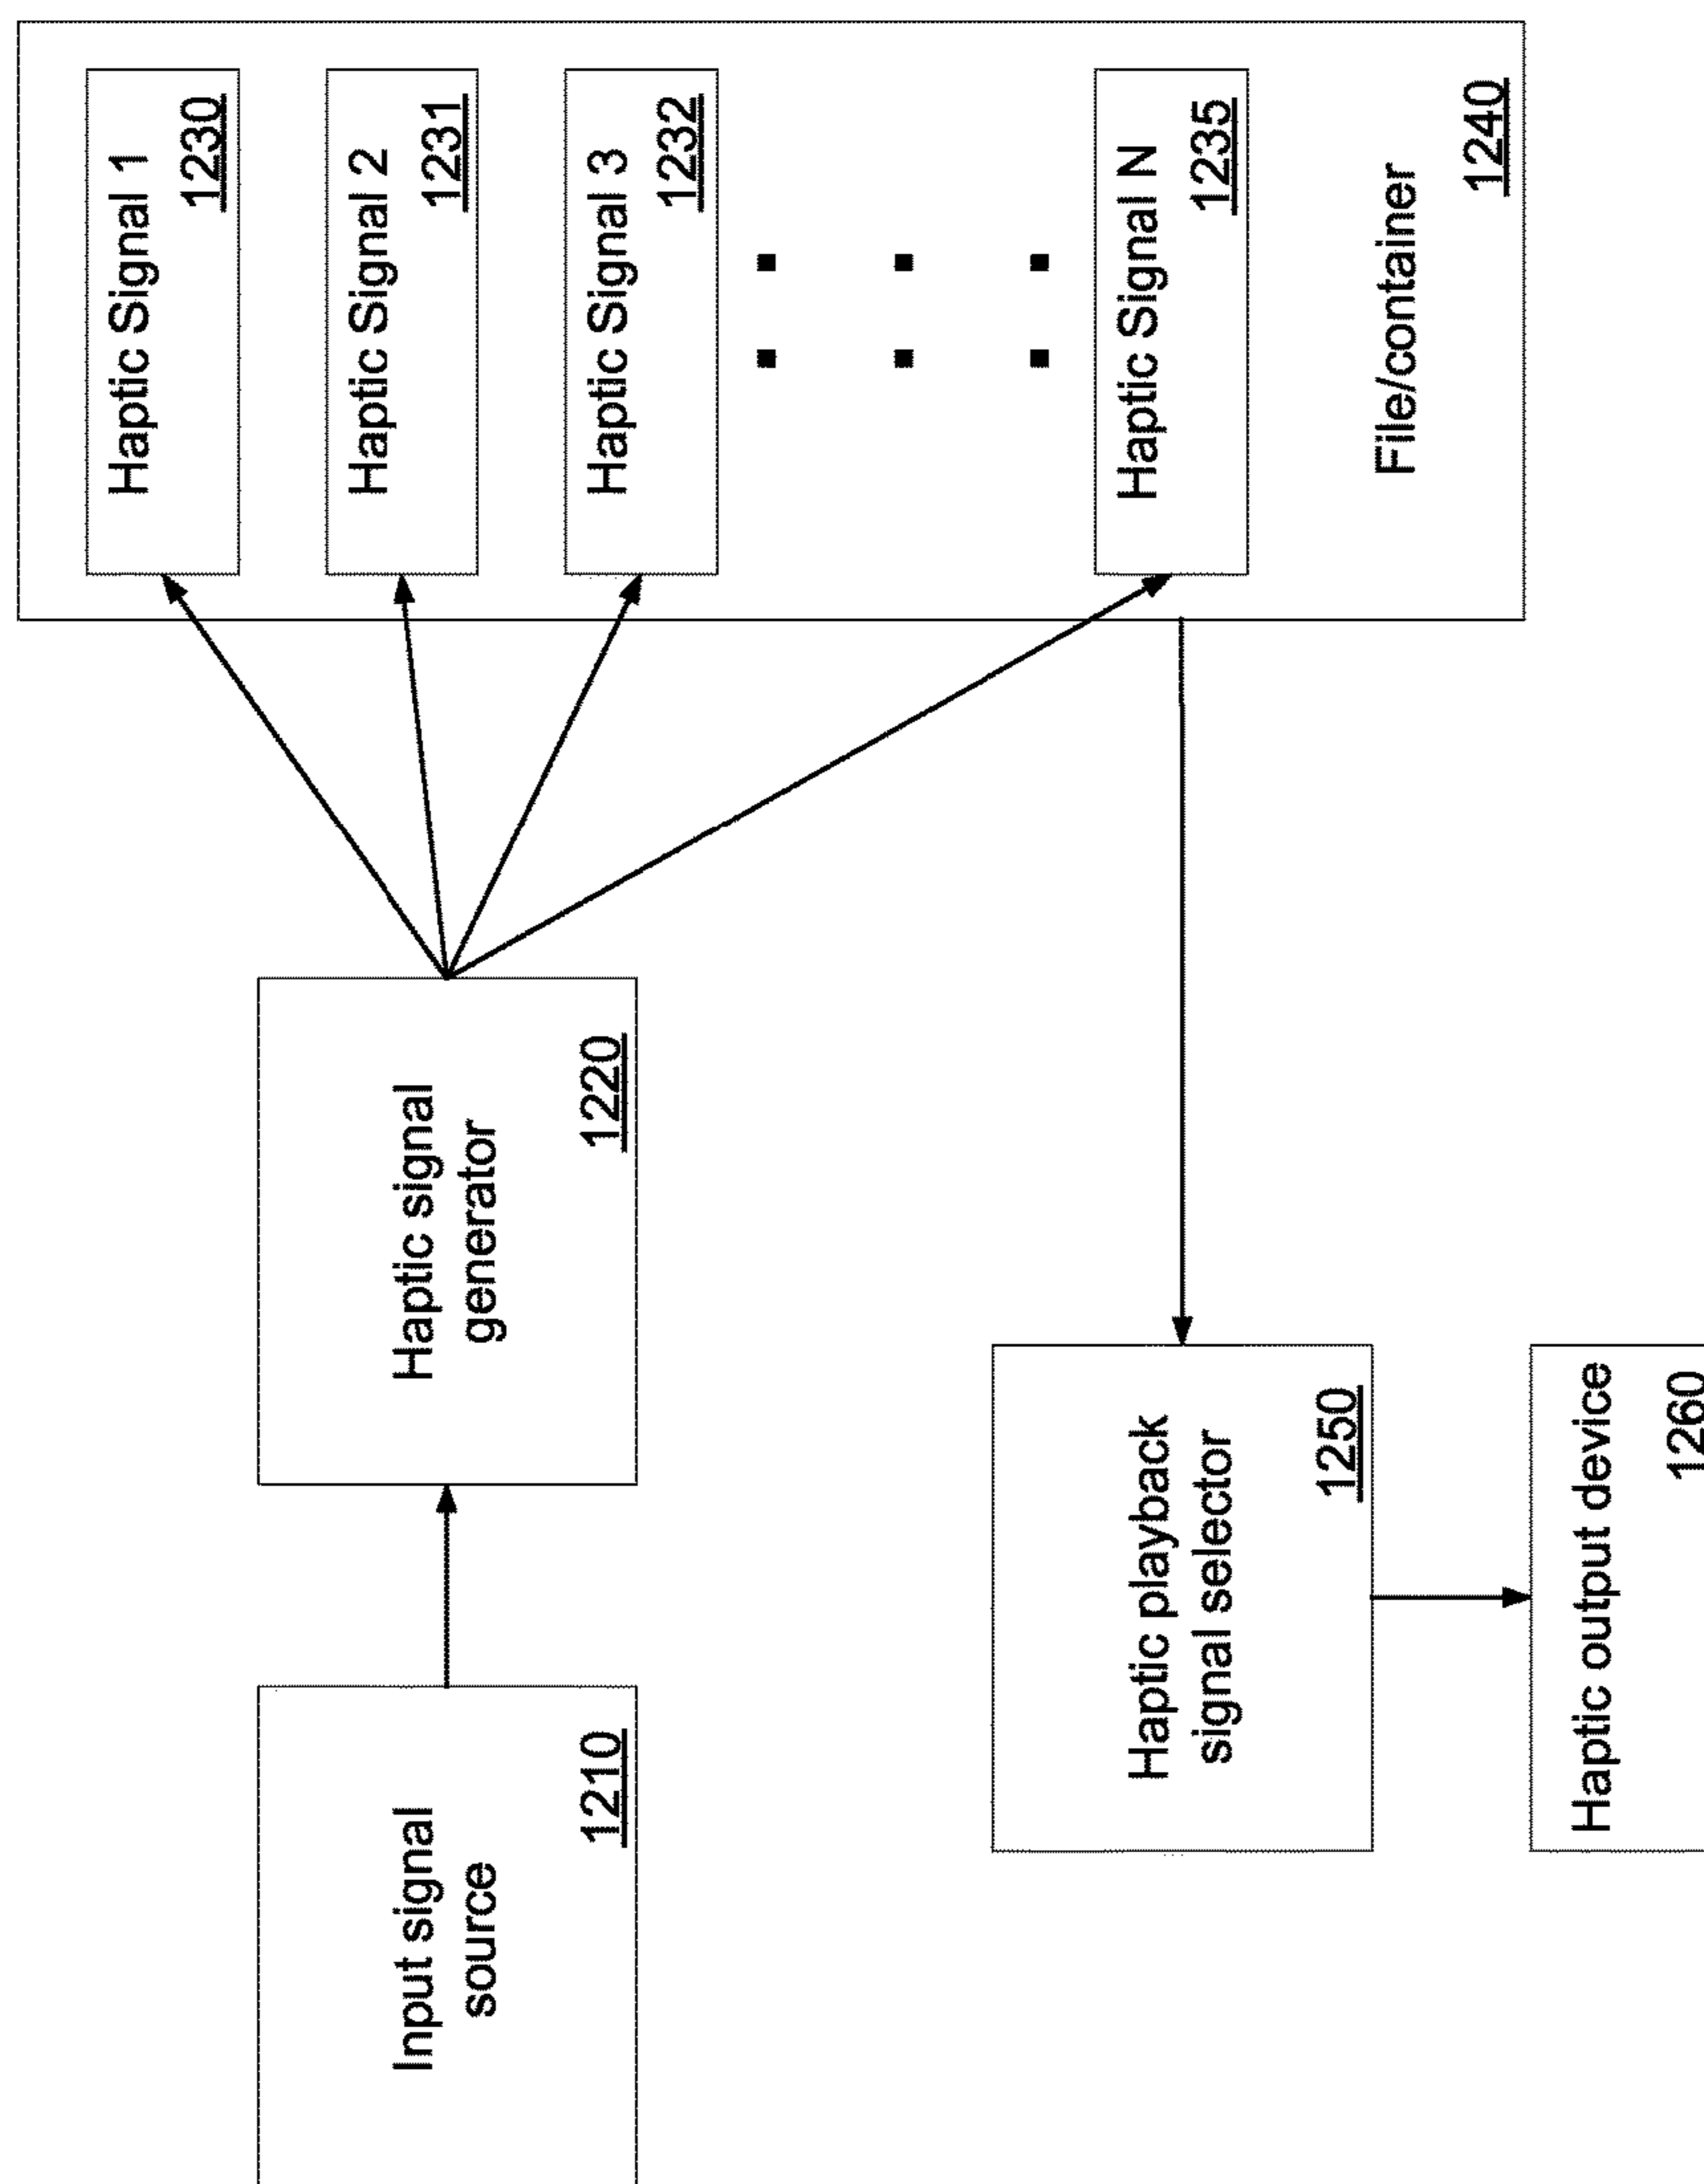 Input signal
source
1210
Haptic signal
generator
1220
Haptic Signal 1
1230
Haptic Signal 2
1231
Haptic Signal 3
1232
Haptic Signal N
1235
File/container
1240
Haptic playback
signal selector
1250
Haptic output device
1260